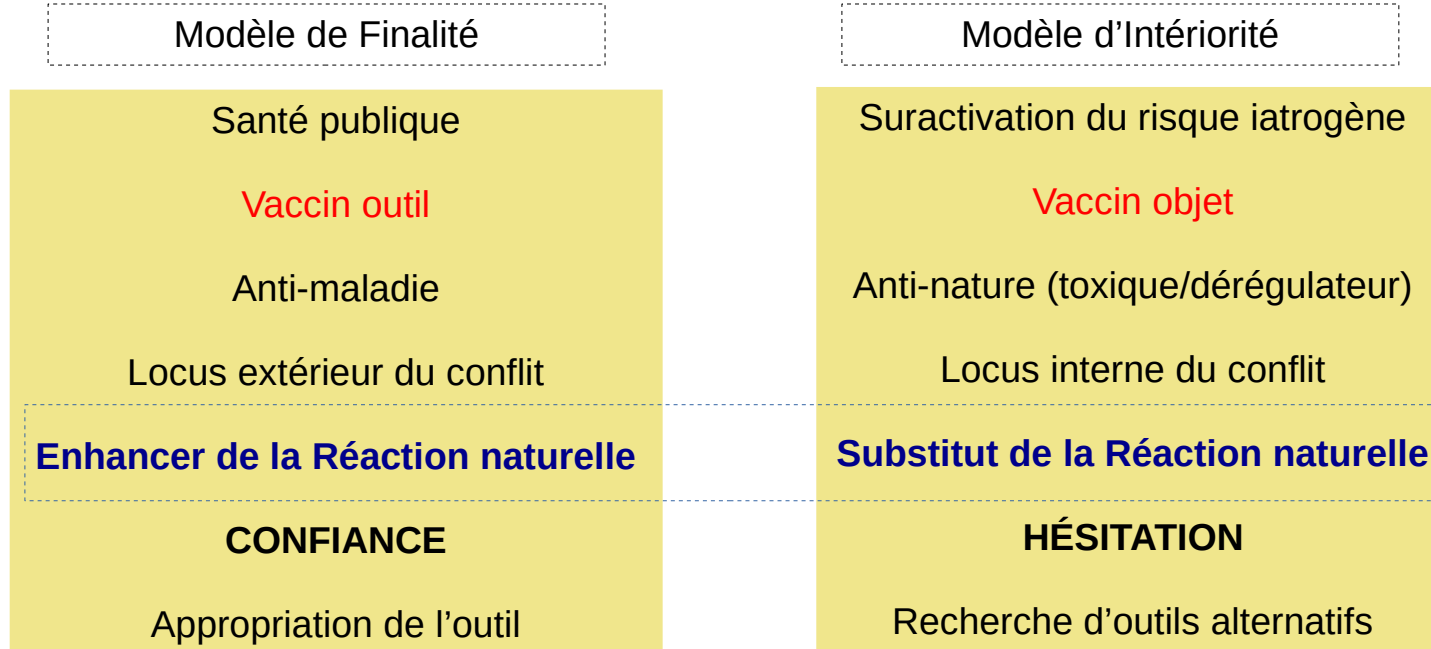 Modèle de Finalité
Santé publique
Vaccin outil
Anti-maladie
Locus extérieur du conflit
Enhancer de la Réaction naturelle
CONFIANCE
Appropriation de l’outil
Modèle d’Intériorité
Suractivation du risque iatrogène
Vaccin objet
Anti-nature (toxique/dérégulateur)
Locus interne du conflit
Substitut de la Réaction naturelle
HÉSITATION
Recherche d’outils alternatifs